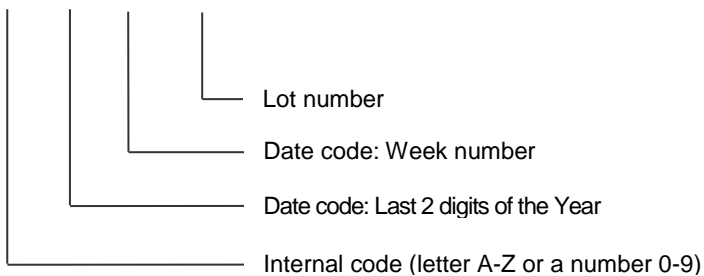 Lot number
Date code: Week number
Date code: Last 2 digits of the Year
Internal code (letter A-Z or a number 0-9)